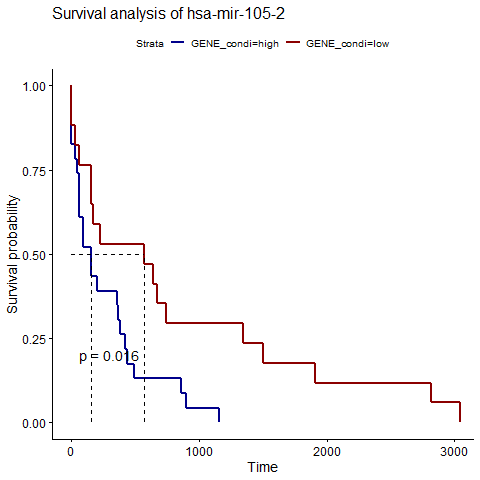 Survival analysis of hsa-mir-105-2
Strata GENE_condi=high GENE_condi=low
Survival probability
1.00
0.75
0.50
0.25
0.00
p = 0.016
0 1000 2000 3000
Time